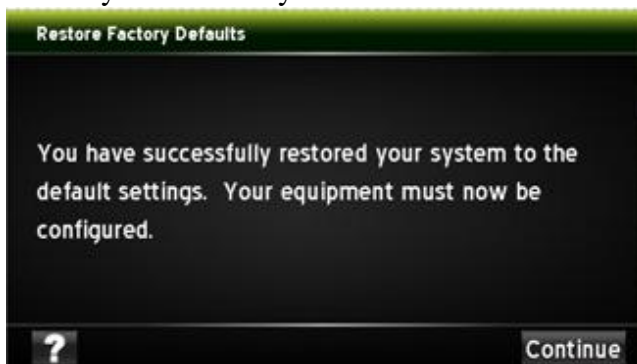 Restore Factory Defaults
You have successfully restored your system to the
default settings. Your equipment must now be
configured.
?
Continue